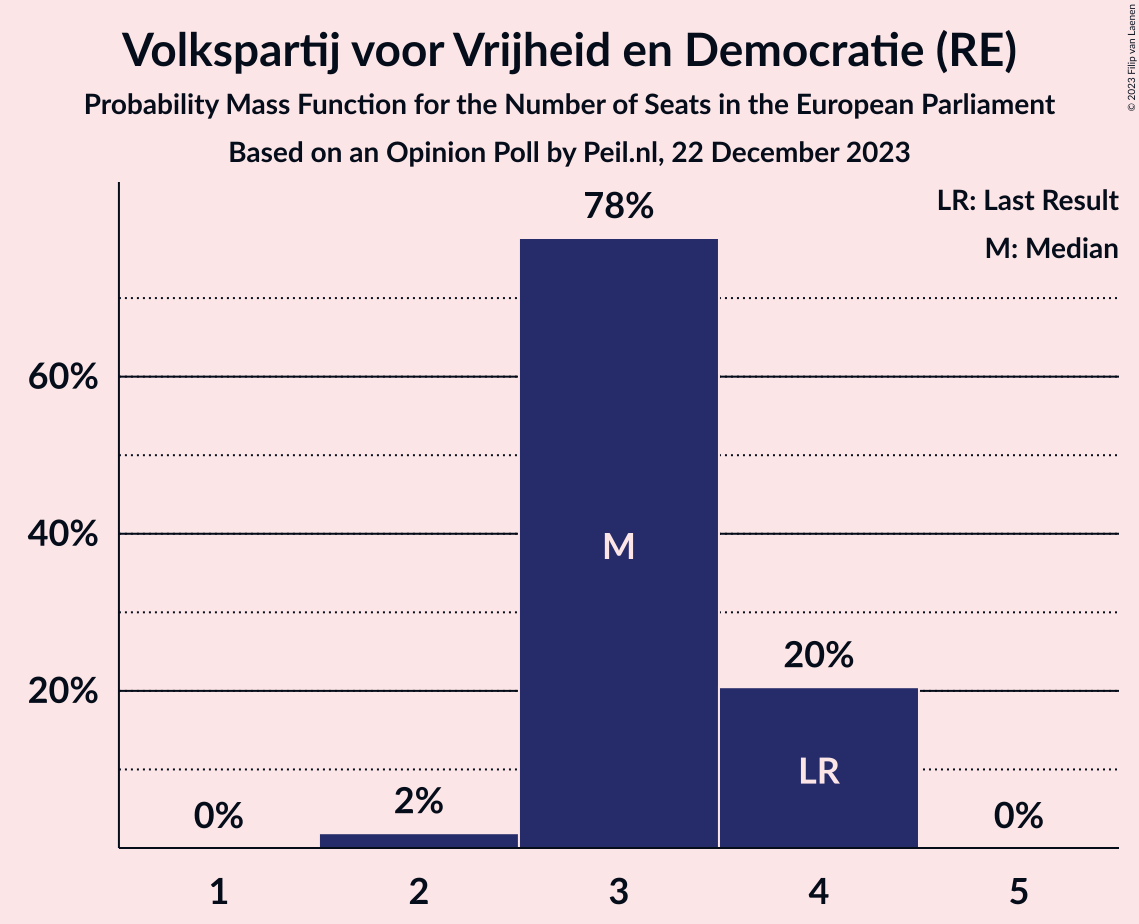 Volkspartij voor Vrijheid en Democratie (RE)
Probability Mass Function for the Number of Seats in the European Parliament
Based on an Opinion Poll by Peil.nl, 22 December 2023
© 2023 Filip van Laenen
LR: Last Result
M: Median
78%
60%
40%
M
20%
20%
LR
0%
2%
0%
1
2
3
4
5